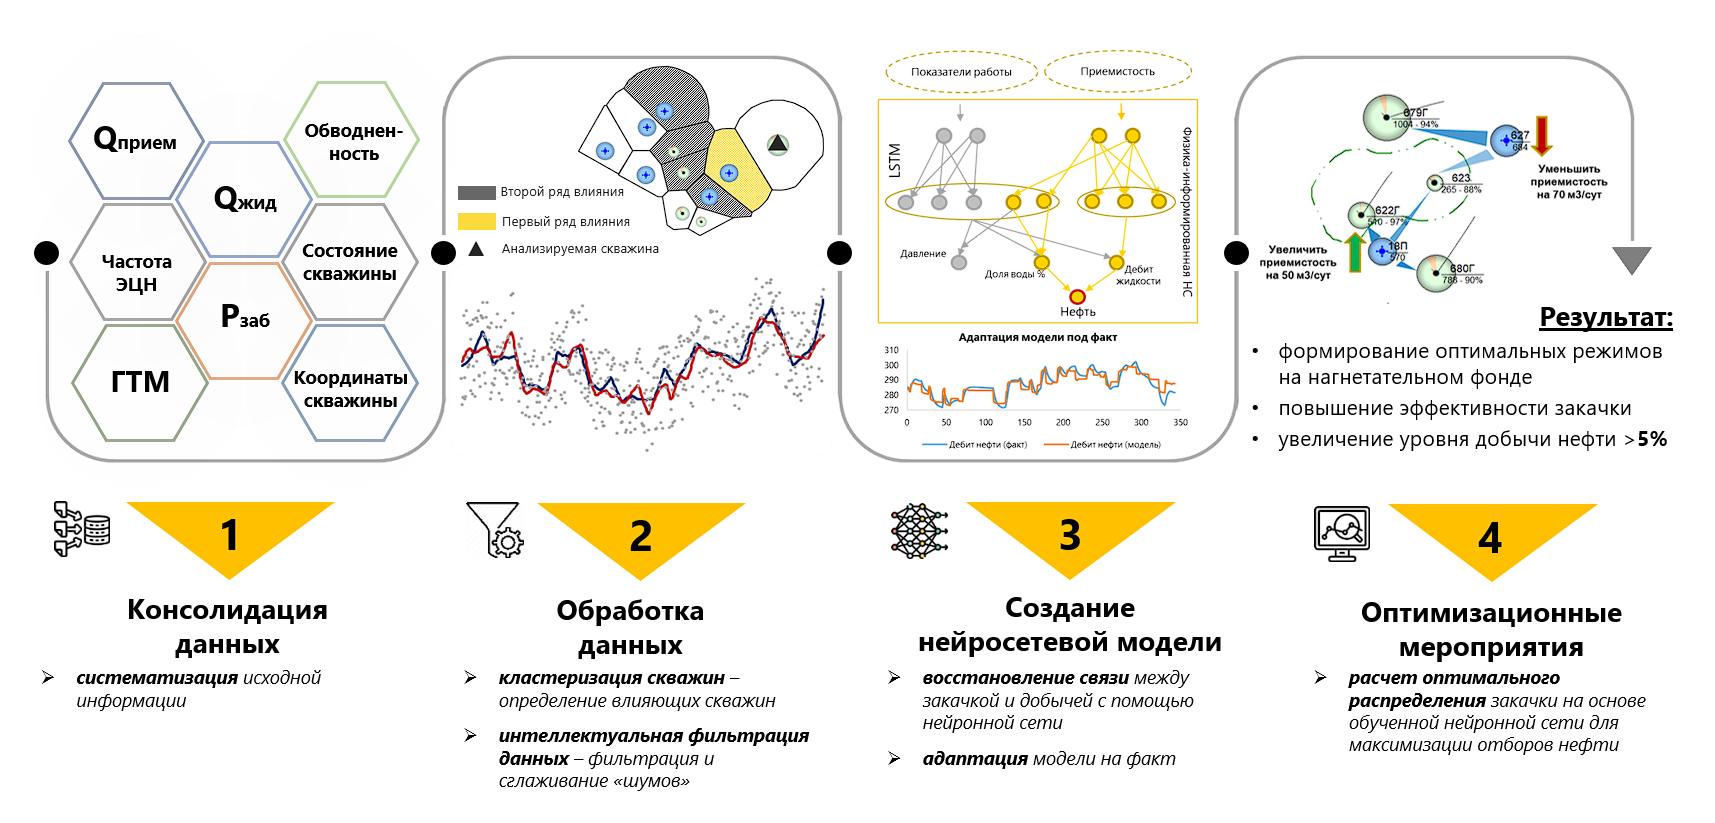 Qприем
Обводнен-
ность
Qжид
Частота
ЭЦН
Состояние
скважины
Pзаб
ГТМ
Координаты
скважины
Второй ряд влияния
Первый ряд влияния
Анализируемая скважина
Показатели работы
Приемистость
LSTM
Физика-информированная НС
Давление
Доля воды %
Дебит
жидкости
Нефть
Адаптация модели под факт
310
300
290
280
270
0
50
100
150
200
250
300
350
Дебит нефти (факт)
Дебит нефти (модель)
679Г
1004 - 94%
627
684
623
265 - 88%
622Г
510 - 97%
18П
570
680Г
786 - 90%
Уменьшить
приемистость
на 70 м3/сут
Увеличить
приемистость
на 50 м3/сут
Результат:
• формирование оптимальных режимов
на нагнетательном фонде
• повышение эффективности закачки
• увеличение уровня добычи нефти >5%
1
Консолидация
данных
систематизация исходной
информации
2
Обработка
данных
кластеризация скважин –
определение влияющих скважин
интеллектуальная фильтрация
данных – фильтрация и
сглаживание «шумов»
3
Создание
нейросетевой модели
восстановление связи между
закачкой и добычей с помощью
нейронной сети
адаптация модели на факт
4
Оптимизационные
мероприятия
расчет оптимального
распределения закачки на основе
обученной нейронной сети для
максимизации отборов нефти